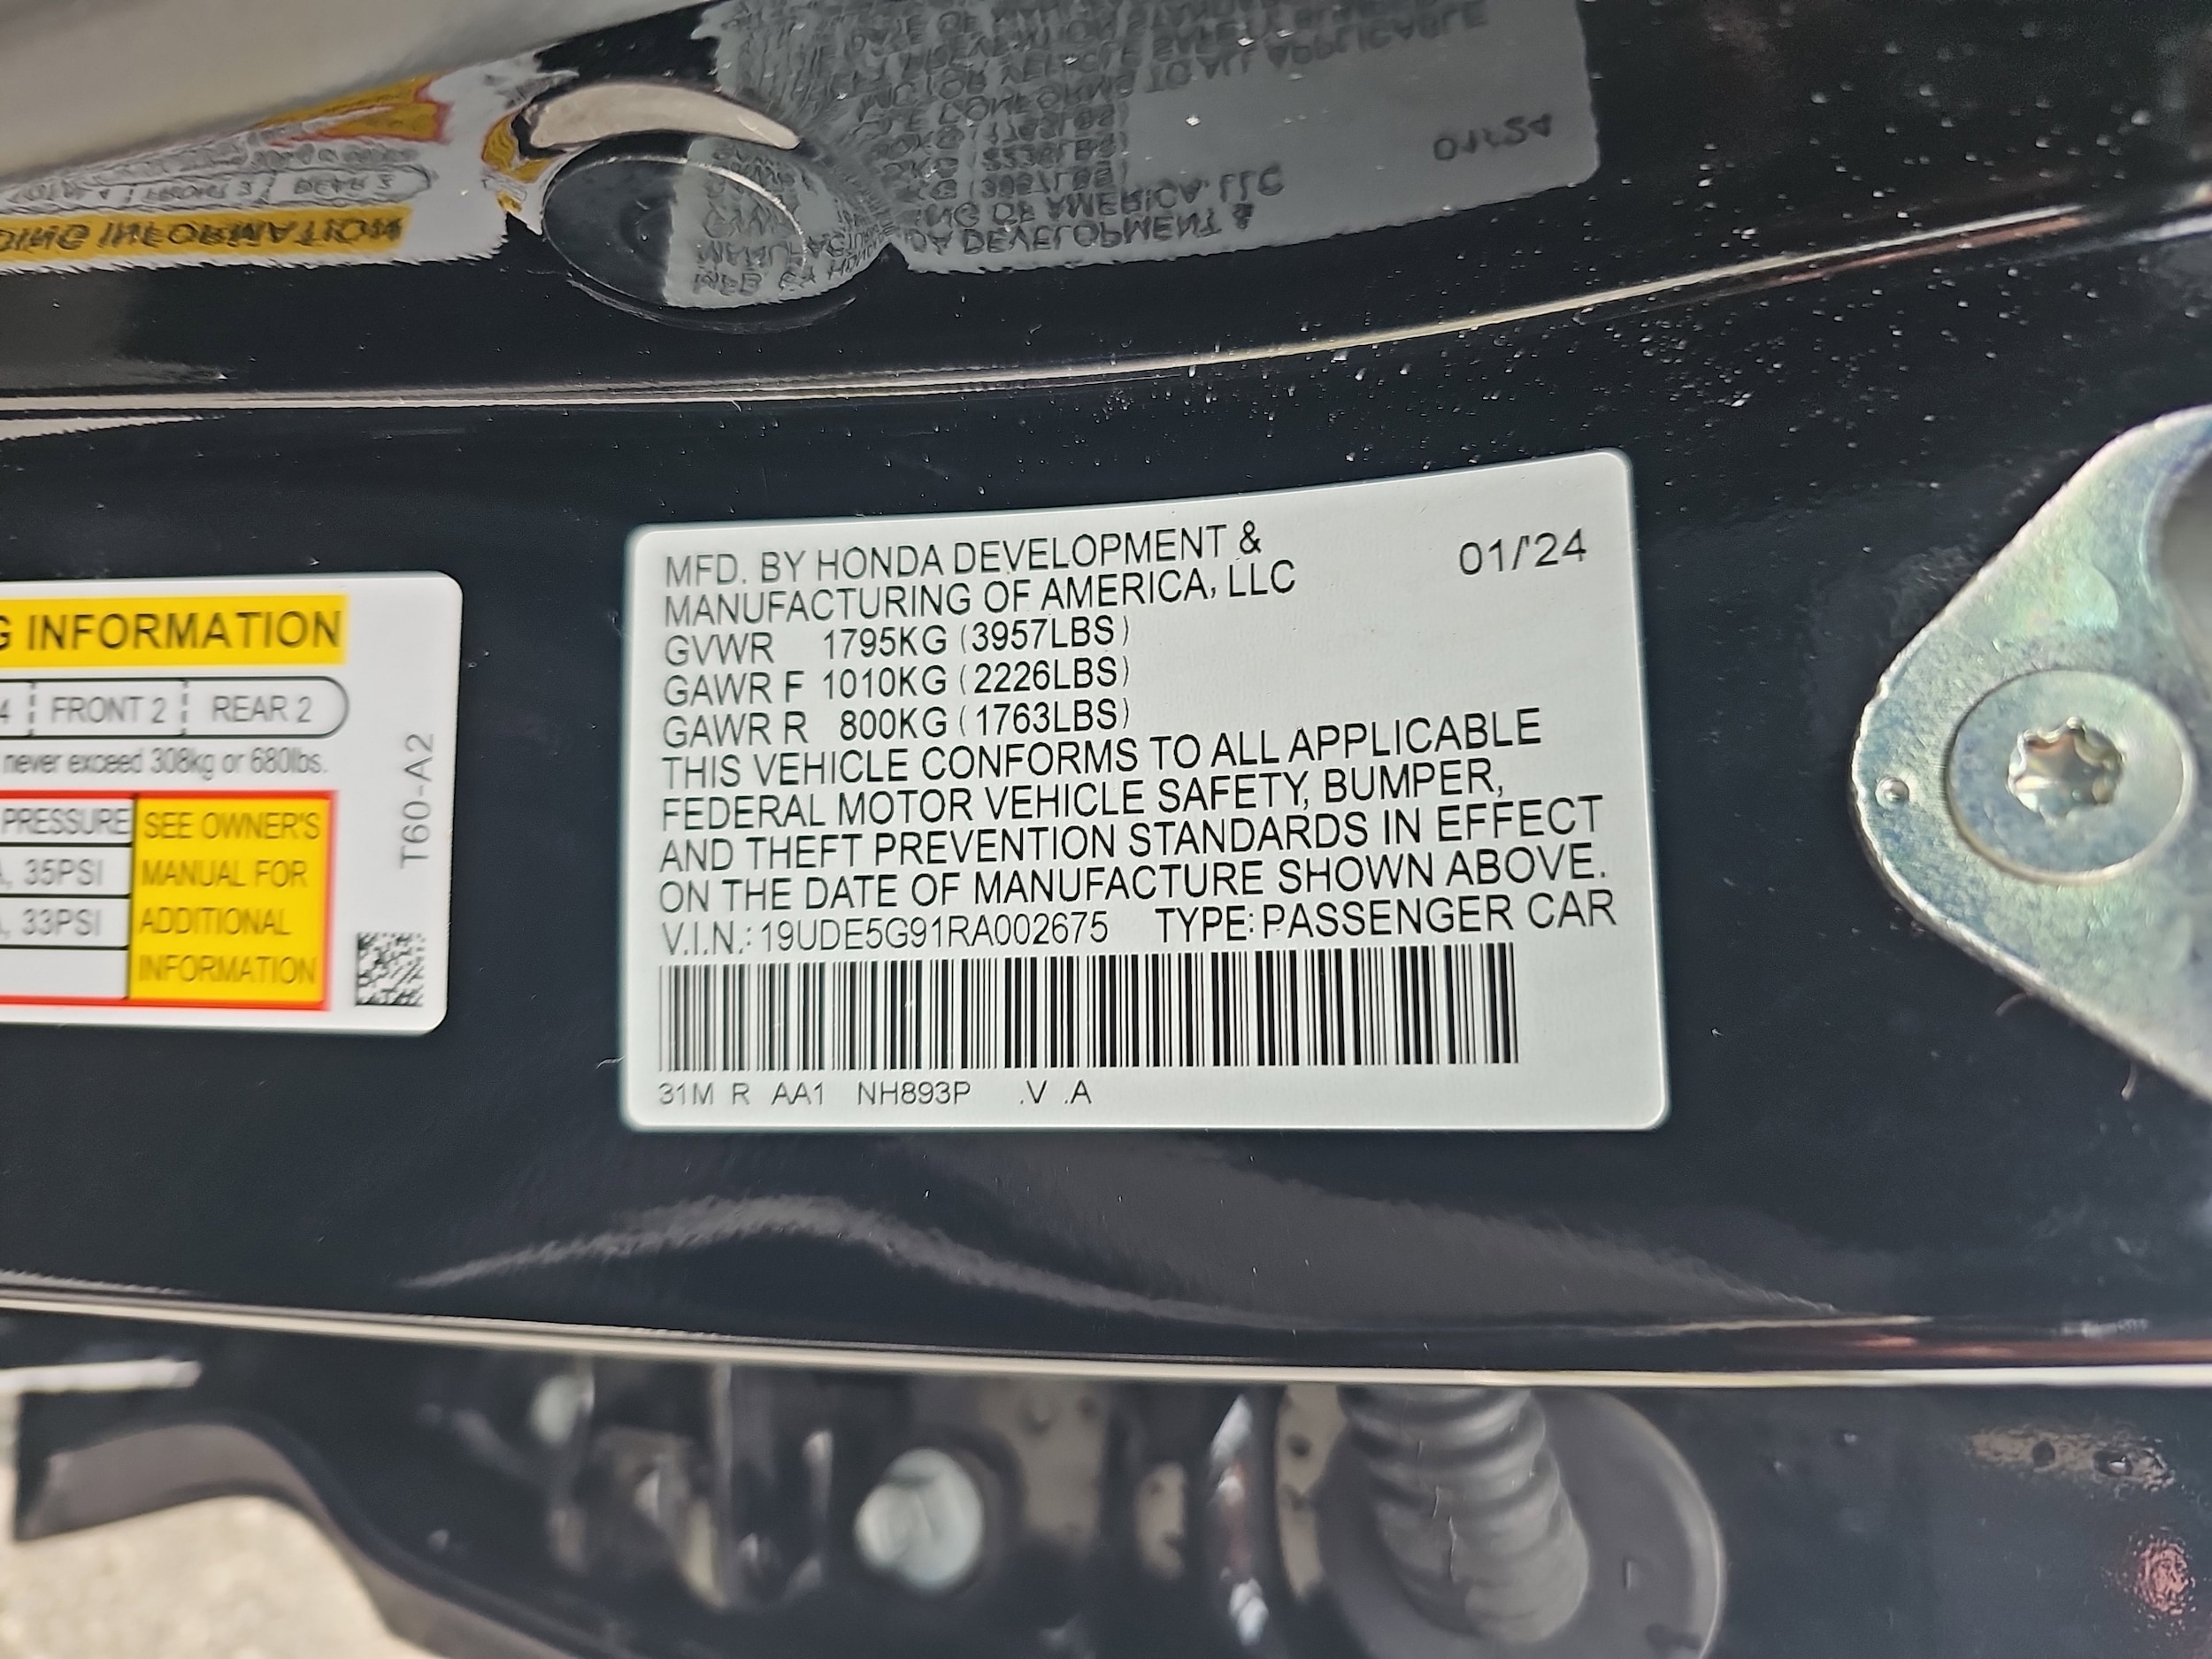 G INFORMATION
4 FRONT 2 REAR 2
never exceed 308kg or 680lbs.
PRESSURE SEE OWNER'S
, 35PSI MANUAL FOR
, 33PSI ADDITIONAL
INFORMATION
T60-A2
MFD. BY HONDA DEVELOPMENT & 01/'24
MANUFACTURING OF AMERICA, LLC
GVWR 1795KG (3957LBS)
GAWR F 1010KG (2226LBS)
GAWR R 800KG (1763LBS)
THIS VEHICLE CONFORMS TO ALL APPLICABLE
FEDERAL MOTOR VEHICLE SAFETY, BUMPER,
AND THEFT PREVENTION STANDARDS IN EFFECT
ON THE DATE OF MANUFACTURE SHOWN ABOVE.
V.I.N.: 19UDE5G91RA002675 TYPE: PASSENGER CAR
31M R AA1 NH893P .V .A